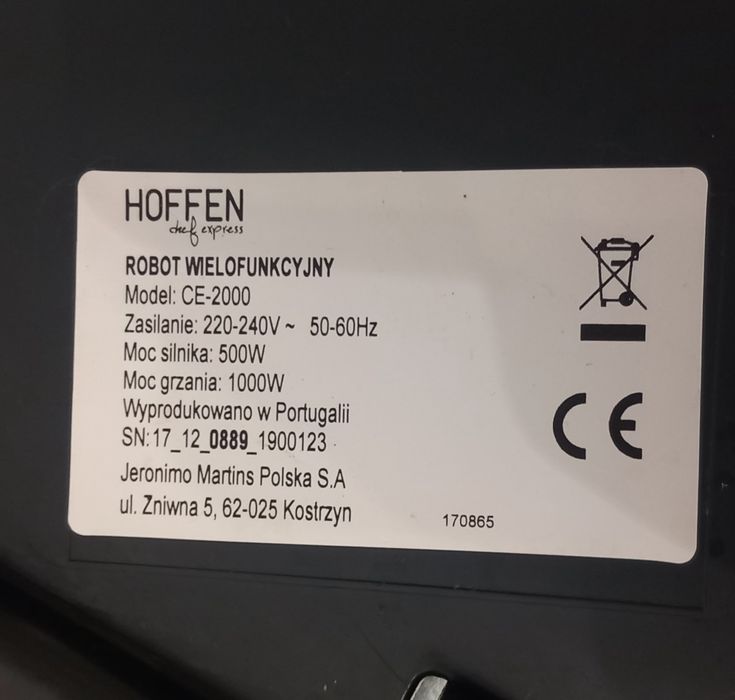 HOFFEN
chef express
ROBOT WIELOFUNKCYJNY
Model: CE-2000
Zasilanie: 220-240V ~ 50-60Hz
Moc silnika: 500W
Moc grzania: 1000W
Wyprodukowano w Portugalii
SN:17_12_0889_1900123
Jeronimo Martins Polska S.A
ul. Żniwna 5, 62-025 Kostrzyn
170865
CE